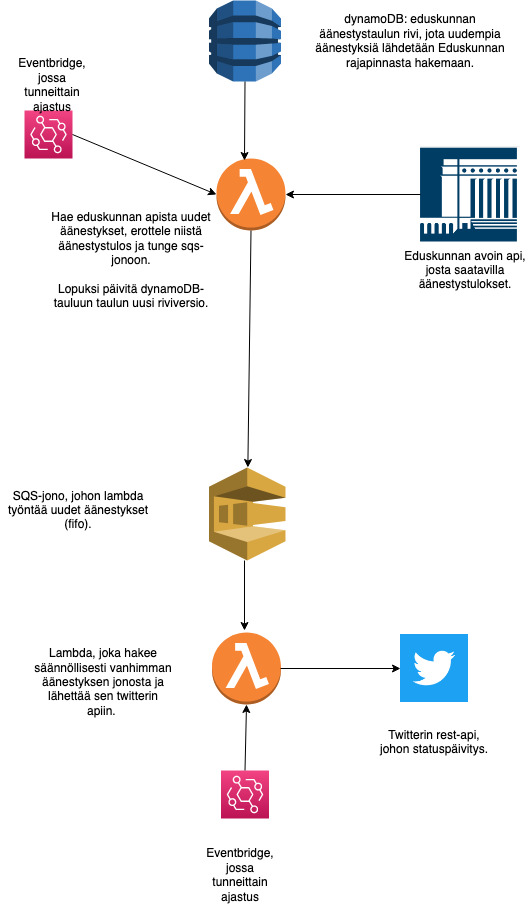 dynamoDB: eduskunnan
äänestystaulun rivi, jota uudempia
äänestyksiä lähdetään Eduskunnan
rajapinnasta hakemaan.
Eventbridge,
jossa
tunneittain
ajastus
Hae eduskunnan apista uudet
äänestykset, erottele niistä
äänestystulos ja tunge sqs-
jonoon.
Lopuksi päivitä dynamoDB-
tauluun taulun uusi riviversio.
Eduskunnan avoin api,
josta saatavilla
äänestystulokset.
SQS-jono, johon lambda
työntää uudet äänestykset
(fifo).
Lambda, joka hakee
säännöllisesti vanhimman
äänestyksen jonosta ja
lähettää sen twitterin
apiin.
Twitterin rest-api,
johon statuspäivitys.
Eventbridge,
jossa
tunneittain
ajastus